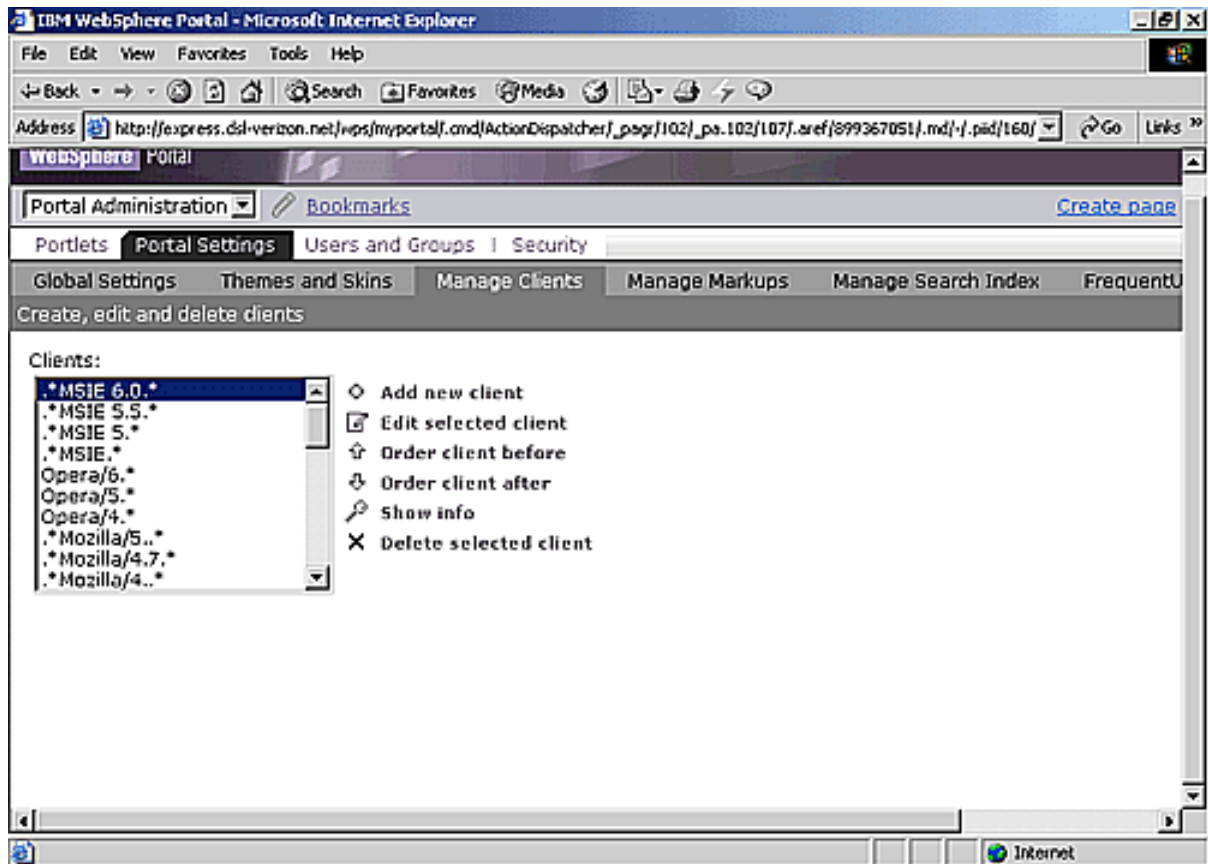 IBM WebSphere Portal - Microsoft Internet Explorer
File Edit View Favorites Tools Help
Back Search Favorites Media
Address http://express.dsl-verizon.net/wps/myportal/.cmd/ActionDispatcher/_pagr/102/_pa.102/107/.aref/899367051/.md/-/.piid/160/ Go Links »
WebSphere Portal
Portal Administration Bookmarks Create page
Portlets Portal Settings Users and Groups | Security
Global Settings Themes and Skins Manage Clients Manage Markups Manage Search Index FrequentU
Create, edit and delete clients
Clients:
.*MSIE 6.0.*
.*MSIE 5.5.*
.*MSIE 5.*
.*MSIE.*
Opera/6.*
Opera/5.*
Opera/4.*
.*Mozilla/5..*
.*Mozilla/4.7.*
.*Mozilla/4..*
Add new client
Edit selected client
Order client before
Order client after
Show info
Delete selected client
Internet